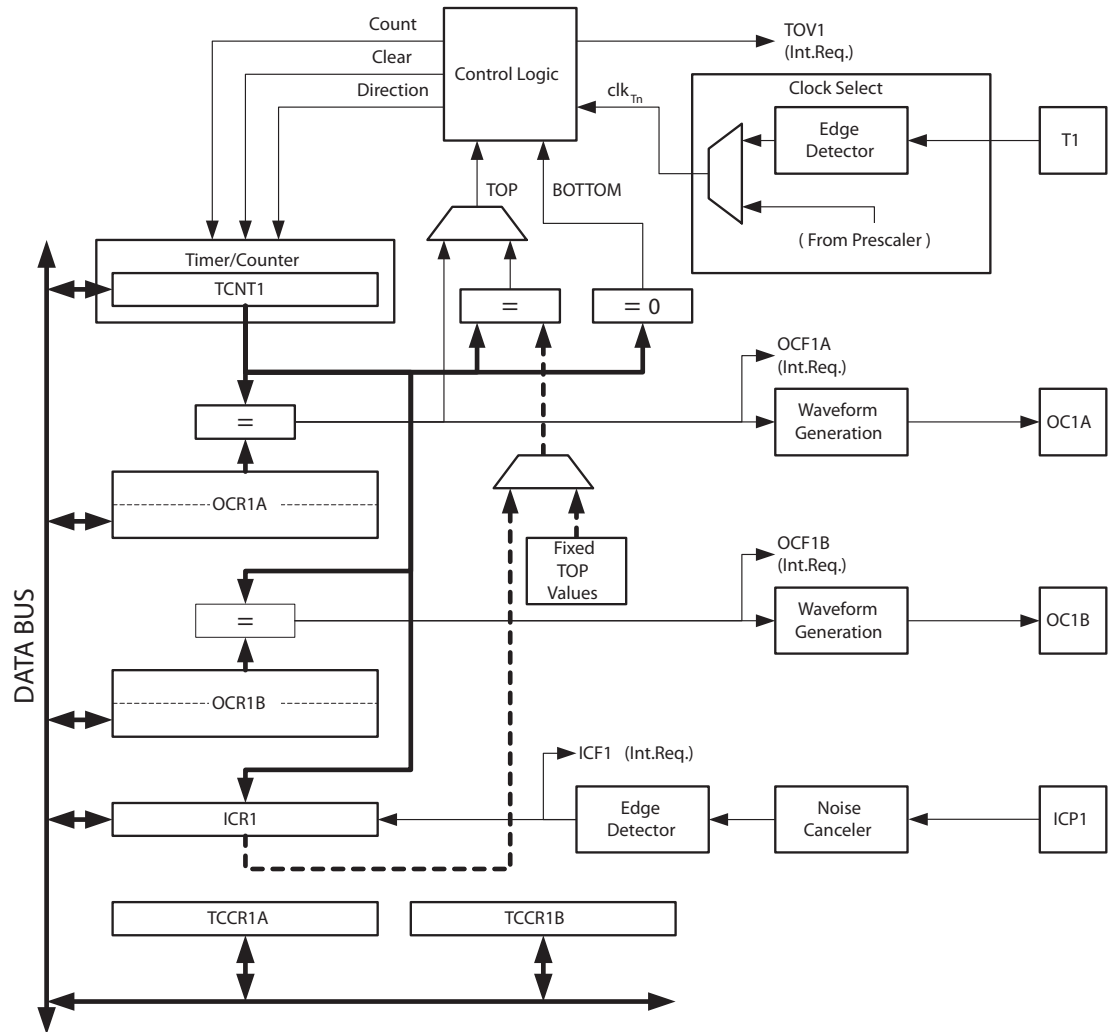 Count
TOV1
(Int.Req.)
Clear
Control Logic
Direction
clkTn
Clock Select
Edge
Detector
T1
TOP
BOTTOM
( From Prescaler )
Timer/Counter
TCNT1
=
= 0
OCF1A
(Int.Req.)
=
Waveform
Generation
OC1A
OCR1A
Fixed
TOP
Values
OCF1B
(Int.Req.)
=
Waveform
Generation
OC1B
DATA BUS
OCR1B
ICF1 (Int.Req.)
ICR1
Edge
Detector
Noise
Canceler
ICP1
TCCR1A
TCCR1B